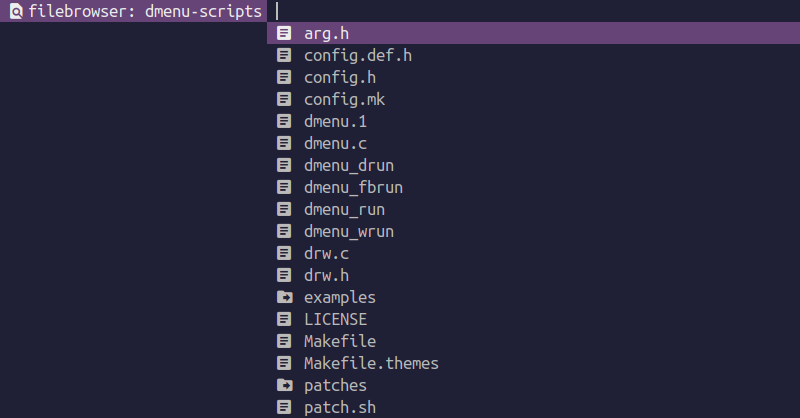 filebrowser: dmenu-scripts
arg.h
config.def.h
config.h
config.mk
dmenu.1
dmenu.c
dmenu_drun
dmenu_fbrun
dmenu_run
dmenu_wrun
drw.c
drw.h
examples
LICENSE
Makefile
Makefile.themes
patches
patch.sh